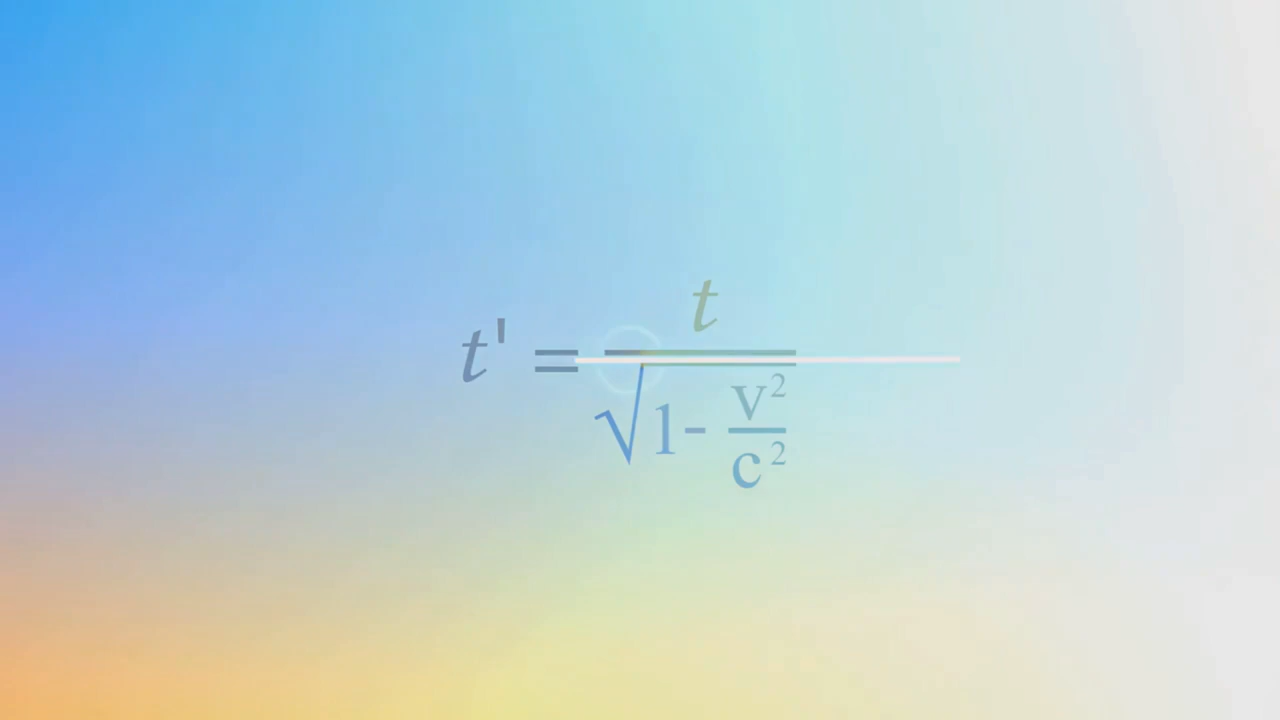 t' = t / √1- v² / c²